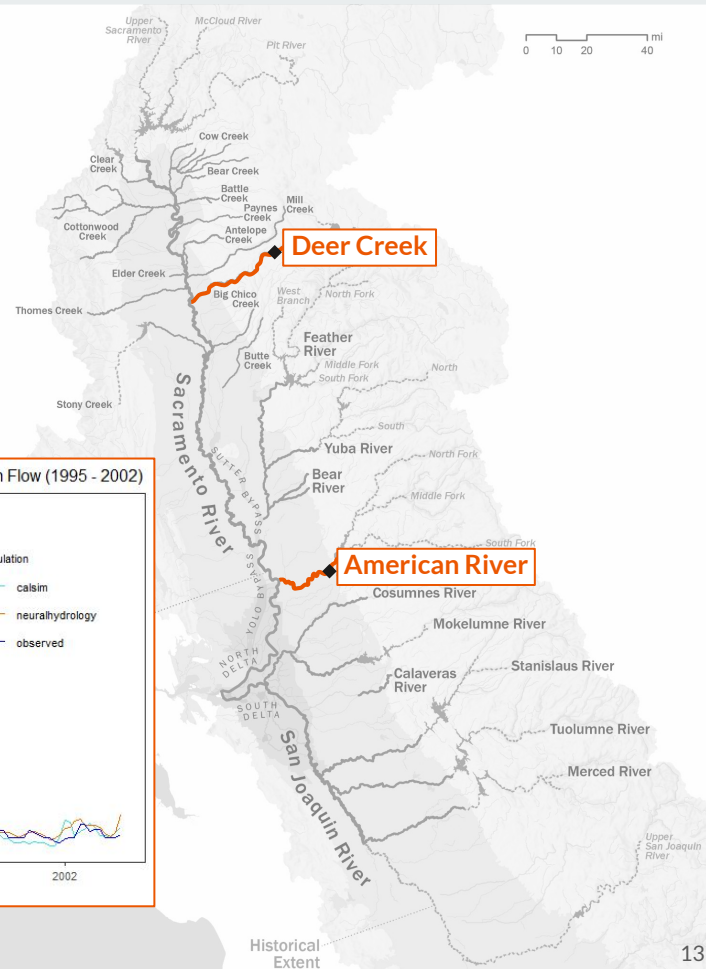 Upper
Sacramento
River
McCloud River
Pit River
mi
0 10 20 40
Cow Creek
Clear
Creek
Bear Creek
Battle
Creek
Paynes
Creek
Mill
Creek
Cottonwood
Creek
Antelope
Creek
Deer Creek
Elder Creek
Big Chico
Creek
West
Branch
North Fork
Thomes Creek
Feather
River
Butte
Creek
Middle Fork
South Fork
North
Stony Creek
Sacramento River
South
Yuba River
North Fork
SUTTER BYPASS
Bear
River
Middle Fork
n Flow (1995 - 2002)
South Fork
ulation
calsim
neuralhydrology
observed
American River
YOLO BYPASS
Cosumnes River
Mokelumne River
NORTH
DELTA
Stanislaus River
Calaveras
River
SOUTH
DELTA
San Joaquin River
Tuolumne River
Merced River
2002
Upper
San Joaquin
River
Historical
Extent
13